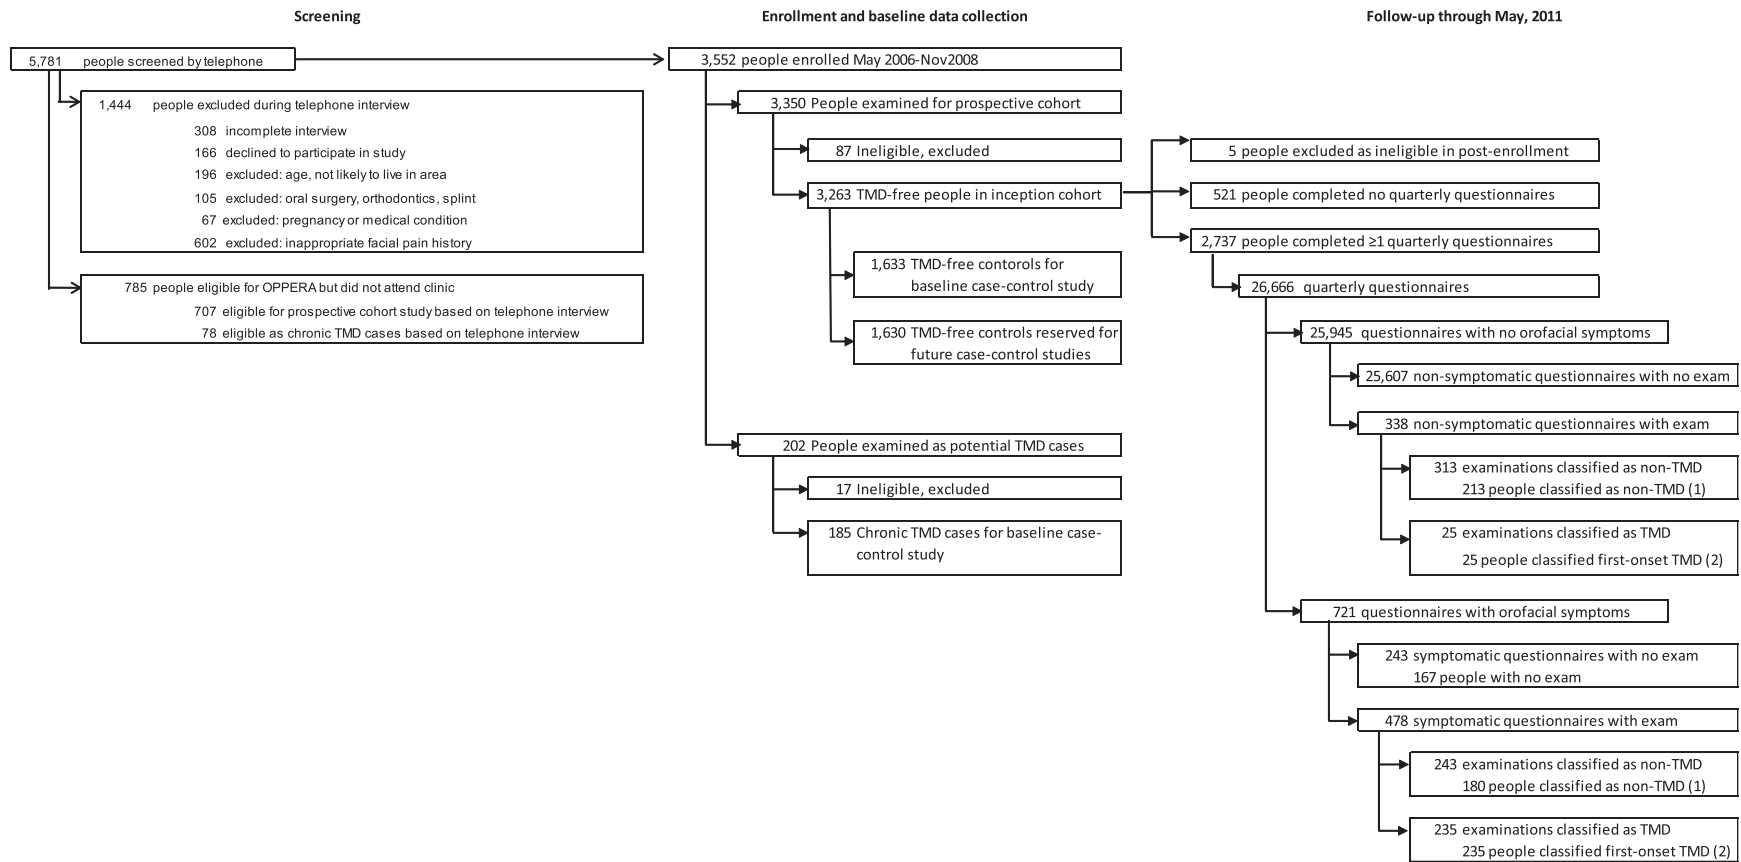 Screening
5,781 people screened by telephone
1,444 people excluded during telephone interview
308 incomplete interview
166 declined to participate in study
196 excluded: age, not likely to live in area
105 excluded: oral surgery, orthodontics, splint
67 excluded: pregnancy or medical condition
602 excluded: inappropriate facial pain history
785 people eligible for OPPERA but did not attend clinic
707 eligible for prospective cohort study based on telephone interview
78 eligible as chronic TMD cases based on telephone interview
Enrollment and baseline data collection
3,552 people enrolled May 2006-Nov2008
3,350 People examined for prospective cohort
87 Ineligible, excluded
3,263 TMD-free people in inception cohort
1,633 TMD-free contorols for
baseline case-control study
1,630 TMD-free controls reserved for
future case-control studies
202 People examined as potential TMD cases
17 Ineligible, excluded
185 Chronic TMD cases for baseline case-
control study
Follow-up through May, 2011
5 people excluded as ineligible in post-enrollment
521 people completed no quarterly questionnaires
2,737 people completed ≥1 quarterly questionnaires
26,666 quarterly questionnaires
25,945 questionnaires with no orofacial symptoms
25,607 non-symptomatic questionnaires with no exam
338 non-symptomatic questionnaires with exam
313 examinations classified as non-TMD
213 people classified as non-TMD (1)
25 examinations classified as TMD
25 people classified first-onset TMD (2)
721 questionnaires with orofacial symptoms
243 symptomatic questionnaires with no exam
167 people with no exam
478 symptomatic questionnaires with exam
243 examinations classified as non-TMD
180 people classified as non-TMD (1)
235 examinations classified as TMD
235 people classified first-onset TMD (2)